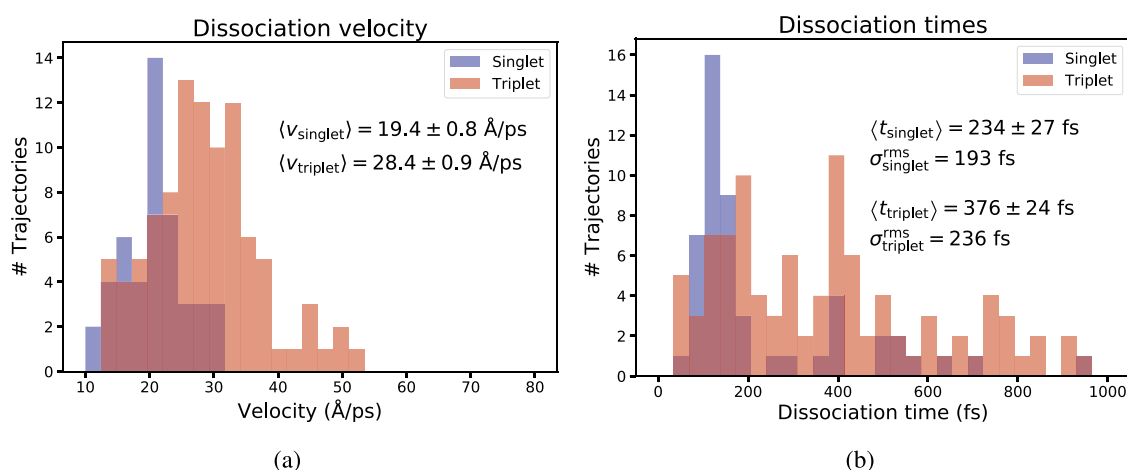 Dissociation velocity
14
12
10
8
6
4
2
0
# Trajectories
Singlet
Triplet
⟨v_singlet⟩ = 19.4 ± 0.8 Å/ps
⟨v_triplet⟩ = 28.4 ± 0.9 Å/ps
10 20 30 40 50 60 70 80
Velocity (Å/ps)
(a)
Dissociation times
16
14
12
10
8
6
4
2
0
# Trajectories
Singlet
Triplet
⟨t_singlet⟩ = 234 ± 27 fs
σ^rms_singlet = 193 fs
⟨t_triplet⟩ = 376 ± 24 fs
σ^rms_triplet = 236 fs
0 200 400 600 800 1000
Dissociation time (fs)
(b)